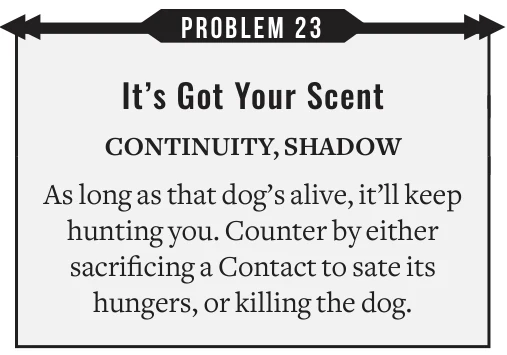 PROBLEM 23
It’s Got Your Scent
CONTINUITY, SHADOW
As long as that dog’s alive, it’ll keep
hunting you. Counter by either
sacrificing a Contact to sate its
hungers, or killing the dog.